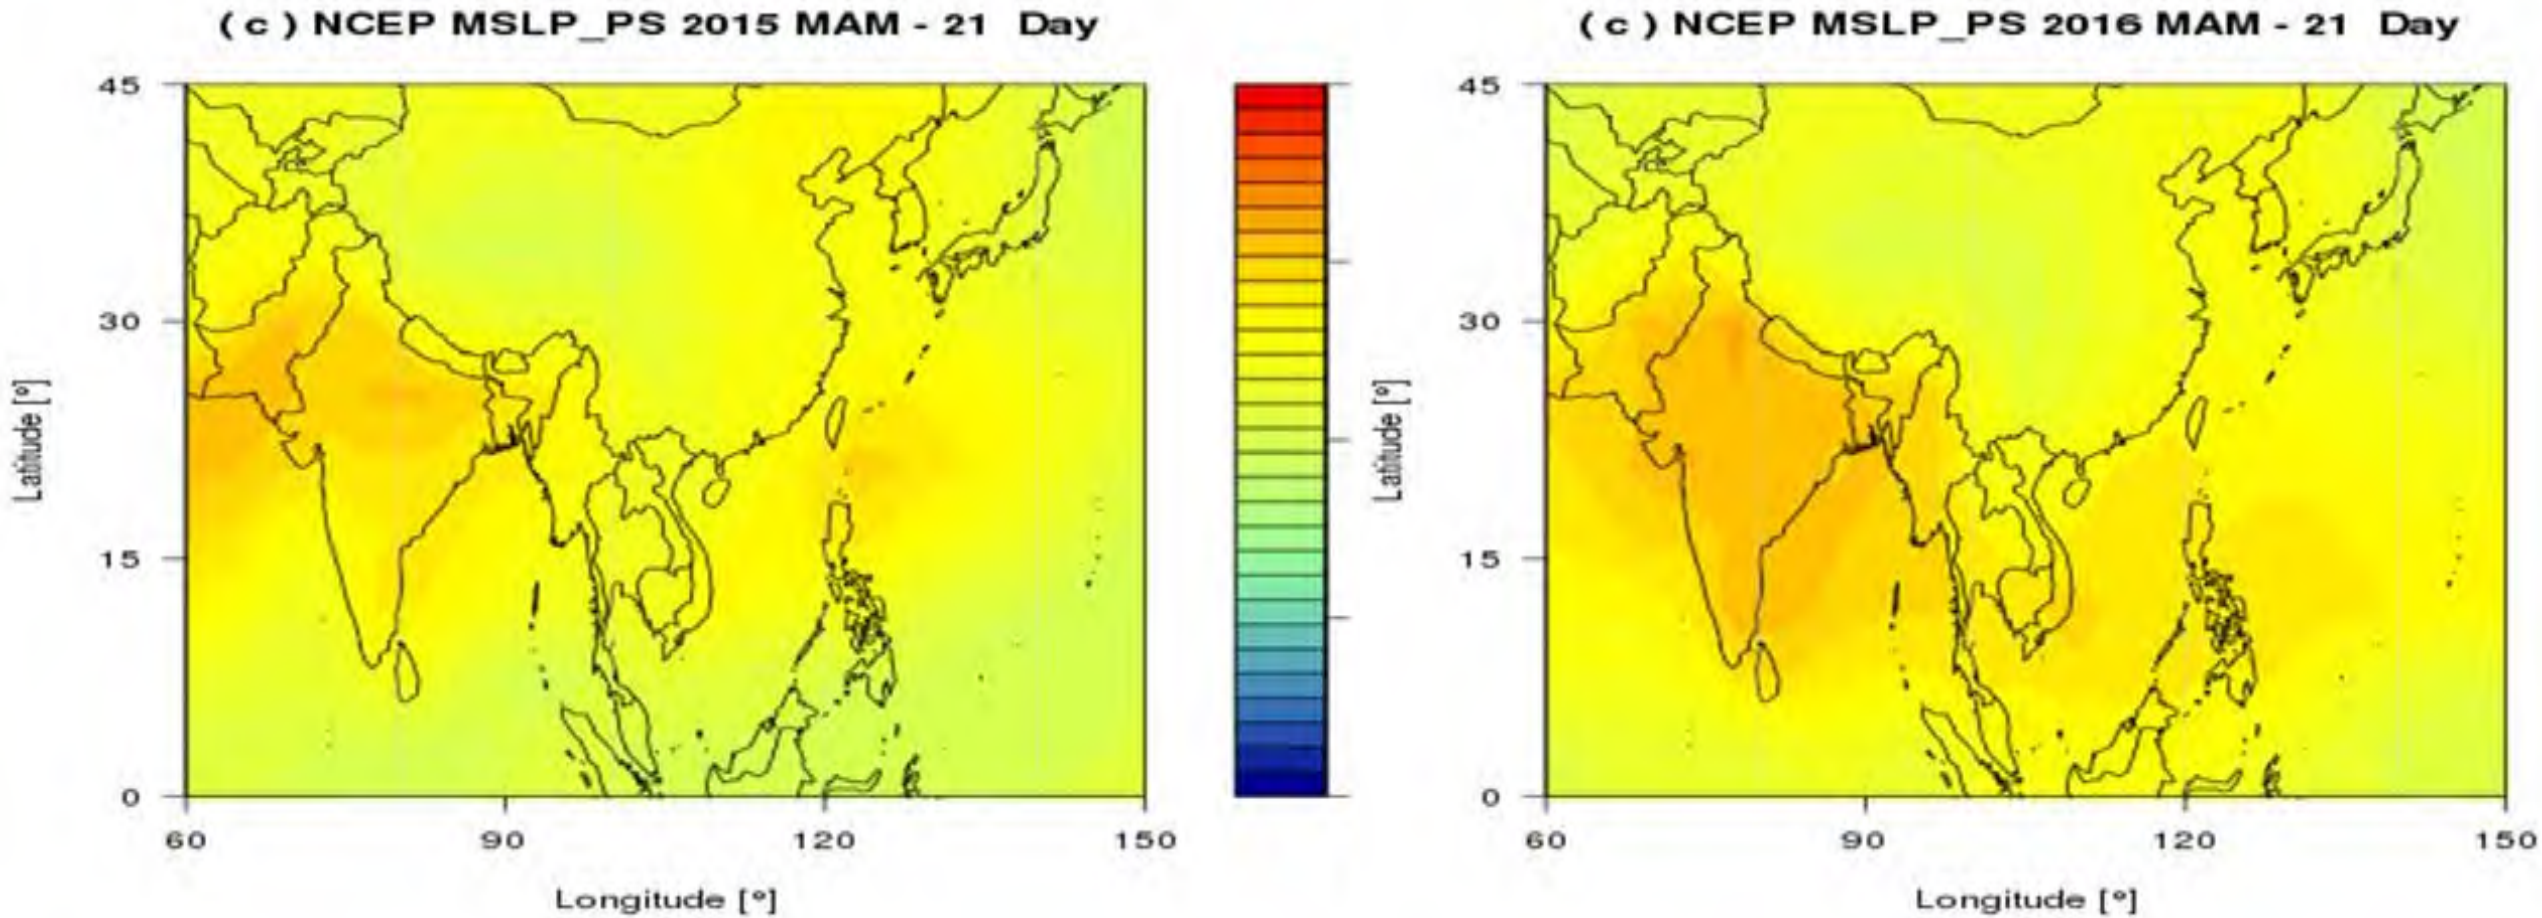 ( c ) NCEP MSLP_PS 2015 MAM - 21 Day
45
30
15
0
Latitude [°]
60 90 120 150
Longitude [°]
( c ) NCEP MSLP_PS 2016 MAM - 21 Day
45
30
15
0
Latitude [°]
60 90 120 150
Longitude [°]